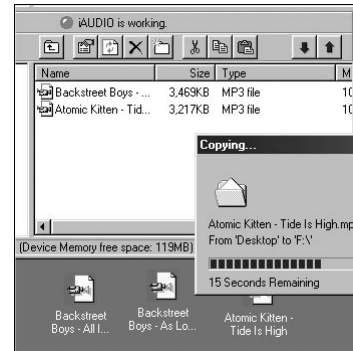 iAUDIO is working.
Name Size Type M
Backstreet Boys - ... 3,469KB MP3 file 10
Atomic Kitten - Tid... 3,217KB MP3 file 10
Copying...
Atomic Kitten - Tide Is High.mp
From 'Desktop' to 'F:\'
15 Seconds Remaining
(Device Memory free space: 119MB)
Backstreet
Boys - All I...
Backstreet
Boys - As Lo...
Atomic Kitten -
Tide Is High